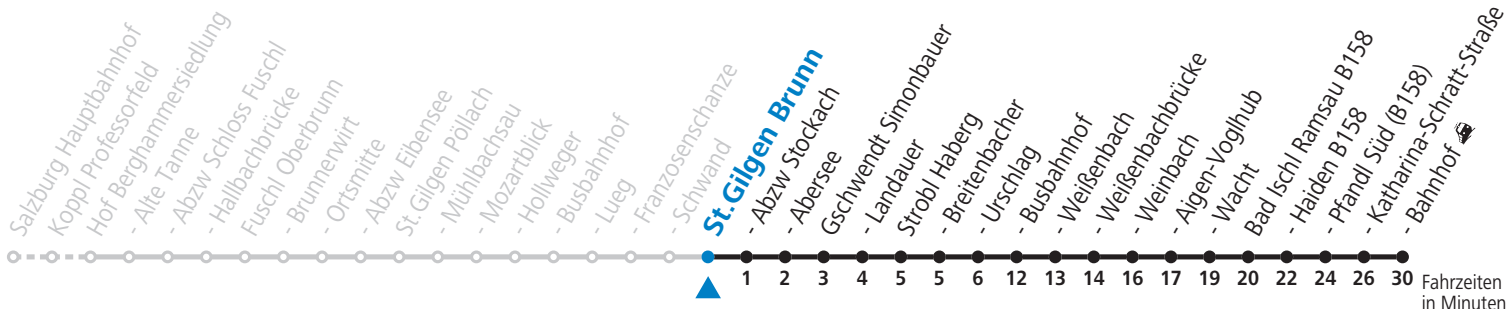 Salzburg Hauptbahnhof
Koppl Professorfeld
Hof Berghammersiedlung
- Alte Tanne
- Abzw Schloss Fuschl
- Hallbachbrücke
Fuschl Oberbrunn
- Brunnenwirt
- Ortsmitte
- Abzw Eibensee
St.Gilgen Pöllach
- Mühlbachsau
- Mozartblick
- Hollweger
- Busbahnhof
- Lueg
- Franzosenschanze
- Schwand
St.Gilgen Brunn
- Abzw Stockach
- Abersee
Gschwendt Simonbauer
- Landauer
Strobl Haberg
- Breitenbacher
- Urschlag
- Busbahnhof
- Weißenbach
- Weißenbachbrücke
- Weinbach
- Aigen-Voglhub
- Wacht
Bad Ischl Ramsau B158
- Haiden B158
- Pfandl Süd (B158)
- Katharina-Schratt-Straße
- Bahnhof
1 2 3 4 5 5 6 12 13 14 16 17 19 20 22 24 26 30 Fahrzeiten
in Minuten